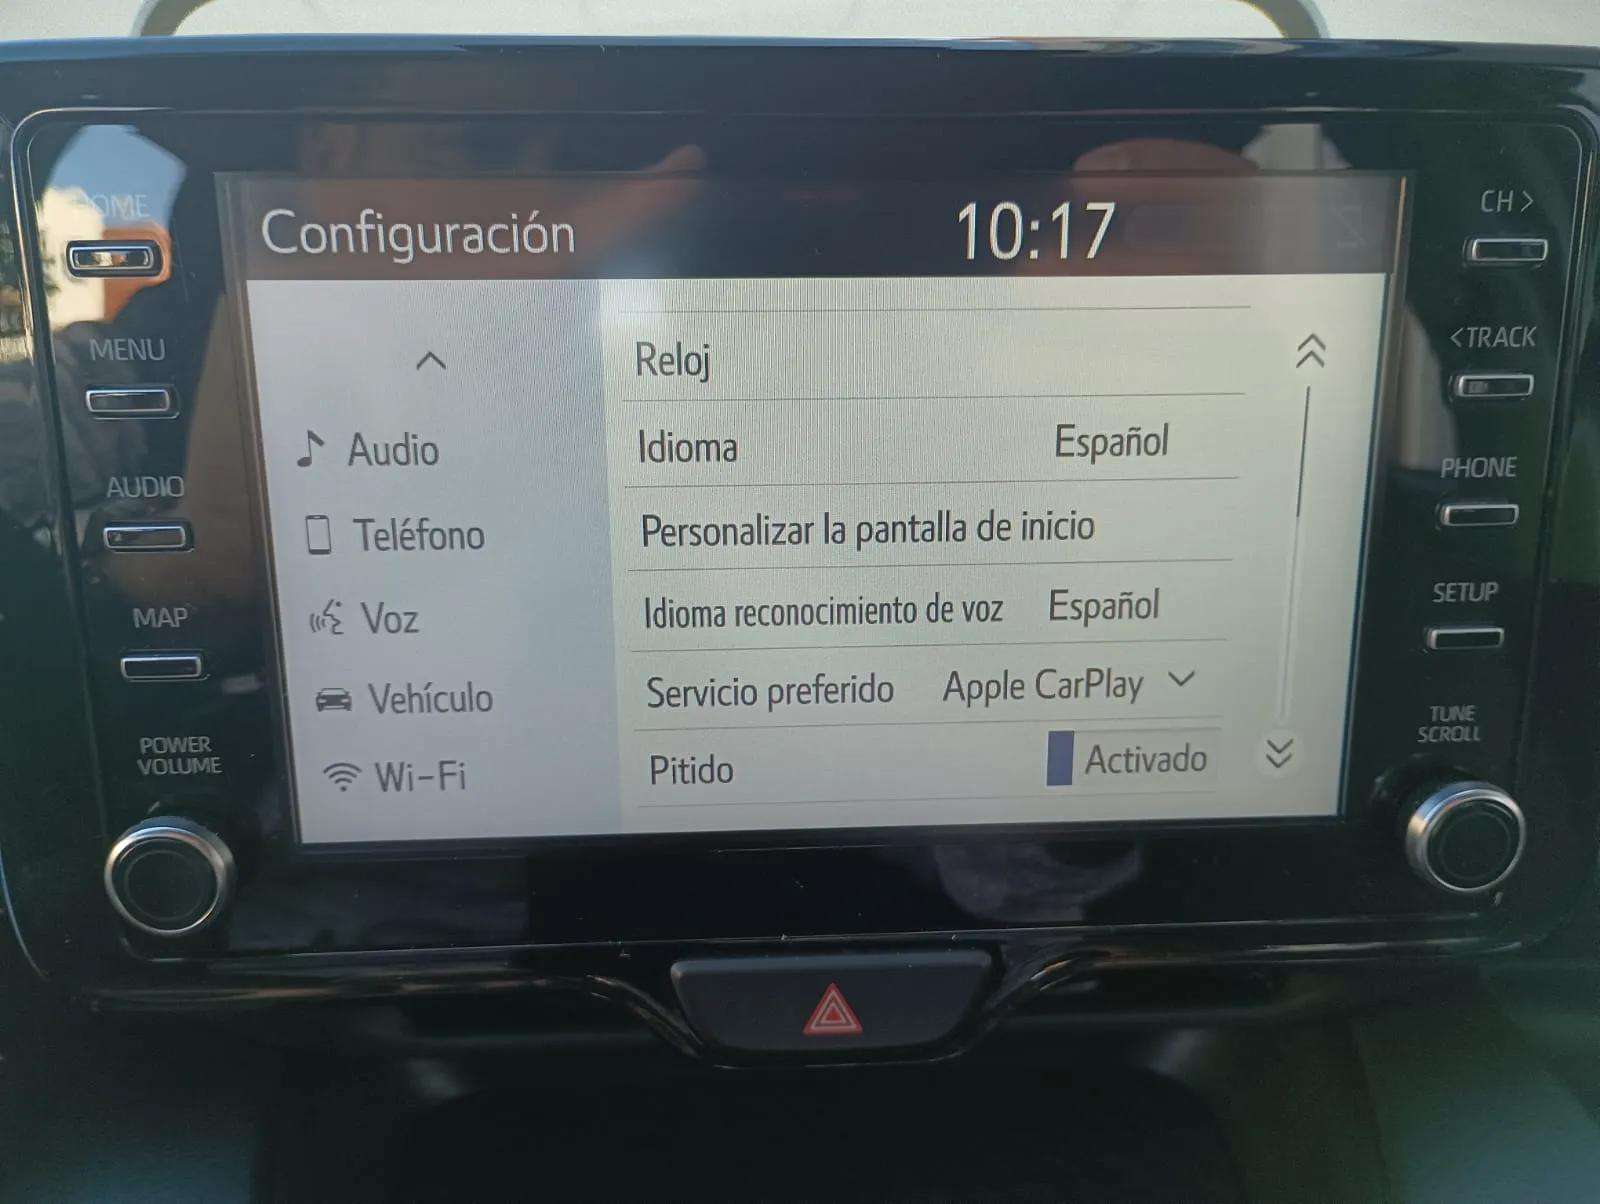 HOME
MENU
AUDIO
MAP
POWER
VOLUME
Configuración 10:17
Audio
Teléfono
Voz
Vehículo
Wi-Fi
Reloj
Idioma Español
Personalizar la pantalla de inicio
Idioma reconocimiento de voz Español
Servicio preferido Apple CarPlay
Pitido Activado
CH >
< TRACK
PHONE
SETUP
TUNE
SCROLL